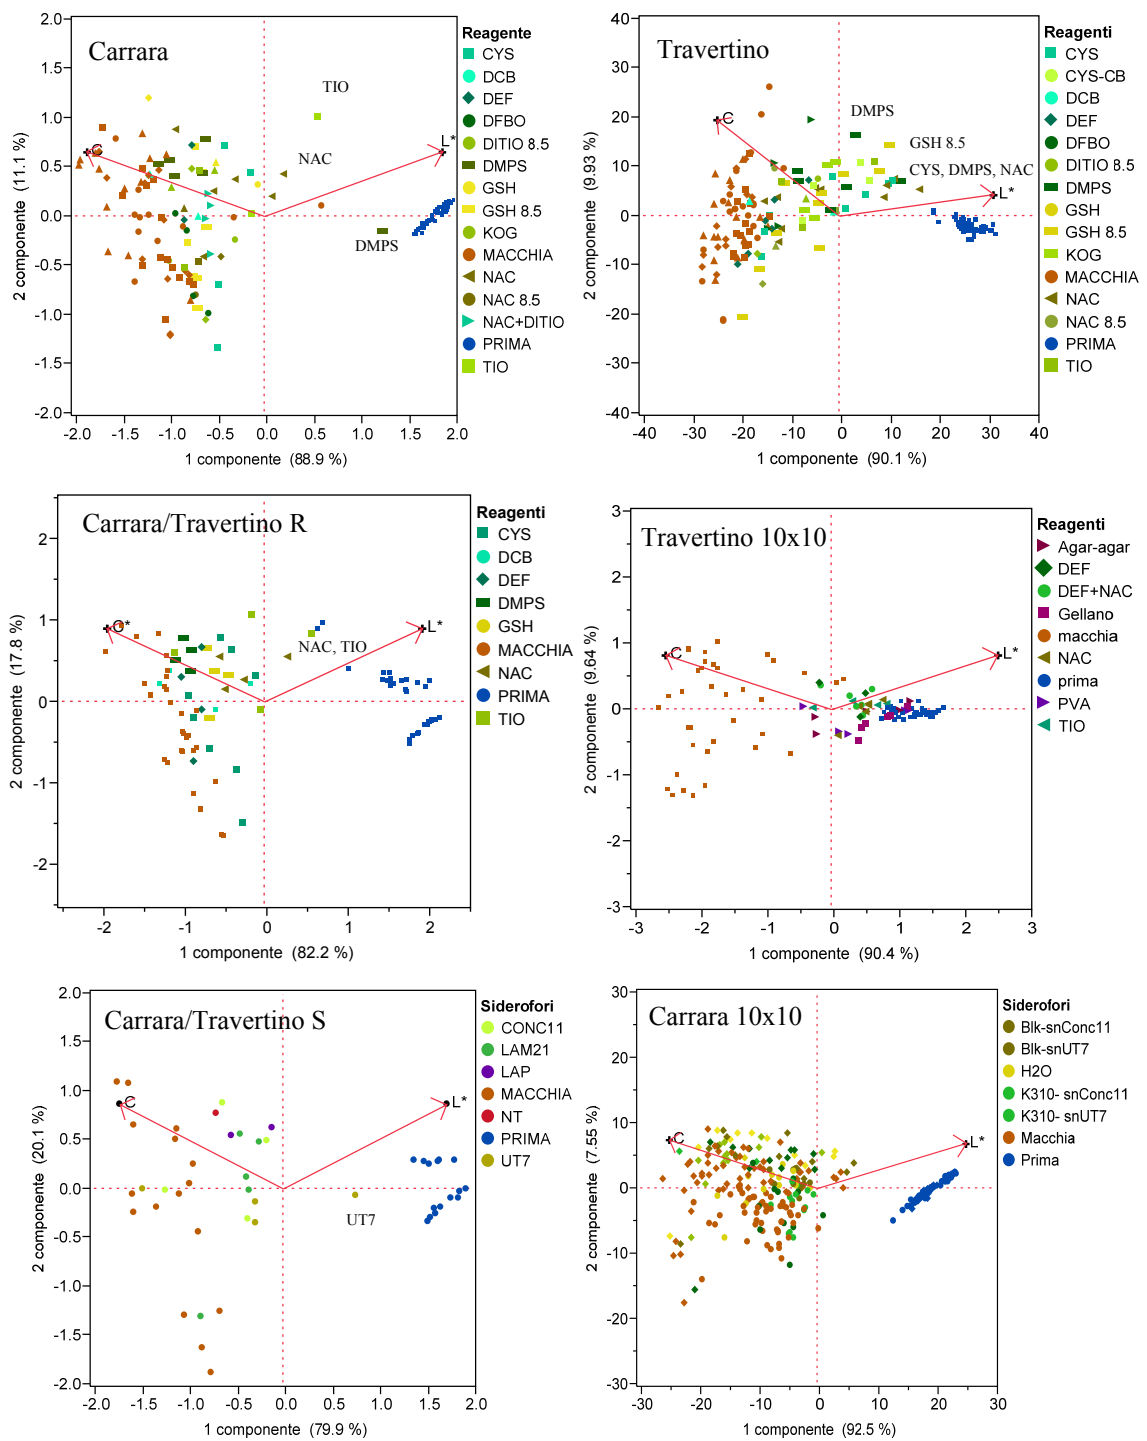 Carrara
2 componente (11.1 %)
2.0
1.5
1.0
0.5
0.0
-0.5
-1.0
-1.5
-2.0
TIO
NAC
DMPS
C
L*
-2.0 -1.5 -1.0 -0.5 0.0 0.5 1.0 1.5 2.0
1 componente (88.9 %)
Reagente
CYS
DCB
DEF
DFBO
DITIO 8.5
DMPS
GSH
GSH 8.5
KOG
MACCHIA
NAC
NAC 8.5
NAC+DITIO
PRIMA
TIO
Travertino
2 componente (9.93 %)
40
30
20
10
0
-10
-20
-30
-40
DMPS
GSH 8.5
CYS, DMPS, NAC
C
L*
-40 -30 -20 -10 0 10 20 30 40
1 componente (90.1 %)
Reagenti
CYS
CYS-CB
DCB
DEF
DFBO
DITIO 8.5
DMPS
GSH
GSH 8.5
KOG
MACCHIA
NAC
NAC 8.5
PRIMA
TIO
Carrara/Travertino R
2 componente (17.8 %)
2
1
0
-1
-2
C*
L*
NAC, TIO
-2 -1 0 1 2
1 componente (82.2 %)
Reagenti
CYS
DCB
DEF
DMPS
GSH
MACCHIA
NAC
PRIMA
TIO
Travertino 10x10
2 componente (9.64 %)
3
2
1
0
-1
-2
-3
C
L*
-3 -2 -1 0 1 2 3
1 componente (90.4 %)
Reagenti
Agar-agar
DEF
DEF+NAC
Gellano
macchia
NAC
prima
PVA
TIO
Carrara/Travertino S
2 componente (20.1 %)
2.0
1.5
1.0
0.5
0.0
-0.5
-1.0
-1.5
-2.0
C
L*
UT7
-2.0 -1.5 -1.0 -0.5 0.0 0.5 1.0 1.5 2.0
1 componente (79.9 %)
Siderofori
CONC11
LAM21
LAP
MACCHIA
NT
PRIMA
UT7
Carrara 10x10
2 componente (7.55 %)
30
20
10
0
-10
-20
-30
C
L*
-30 -20 -10 0 10 20 30
1 componente (92.5 %)
Siderofori
Blk-snConc11
Blk-snUT7
H2O
K310- snConc11
K310- snUT7
Macchia
Prima